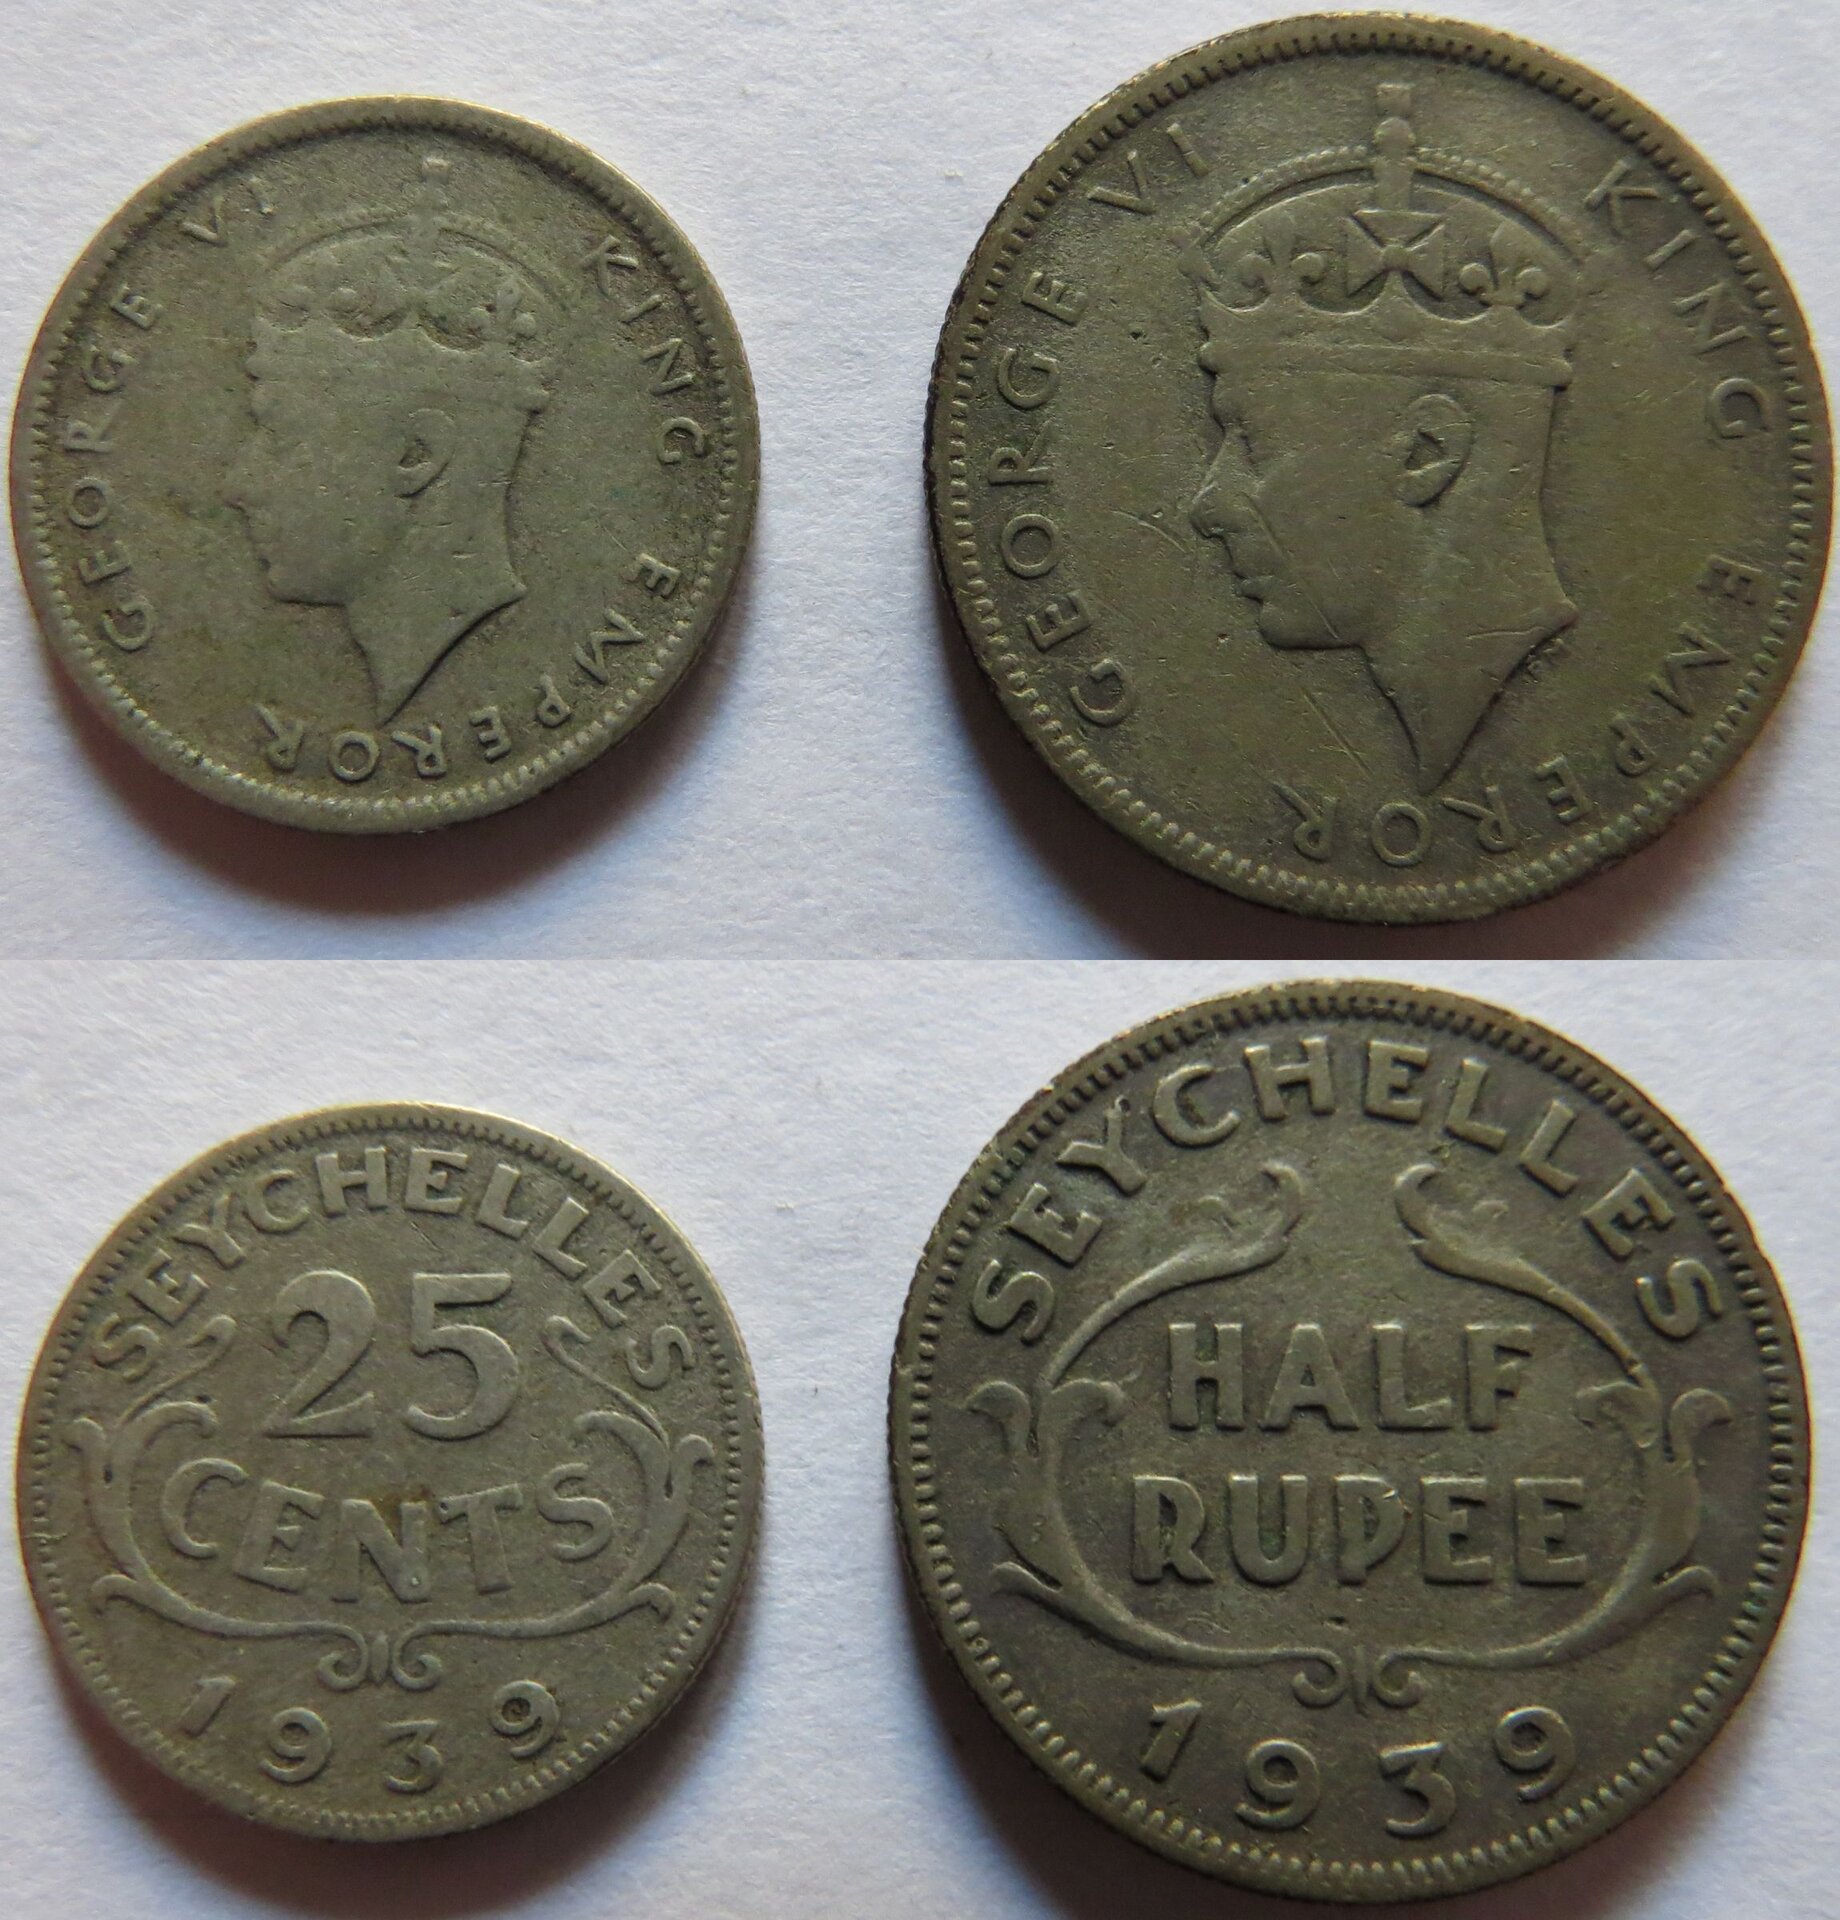 GEORGE VI KING EMPEROR
GEORGE VI KING EMPEROR
SEYCHELLES
25
CENTS
1939
SEYCHELLES
HALF
RUPEE
1939